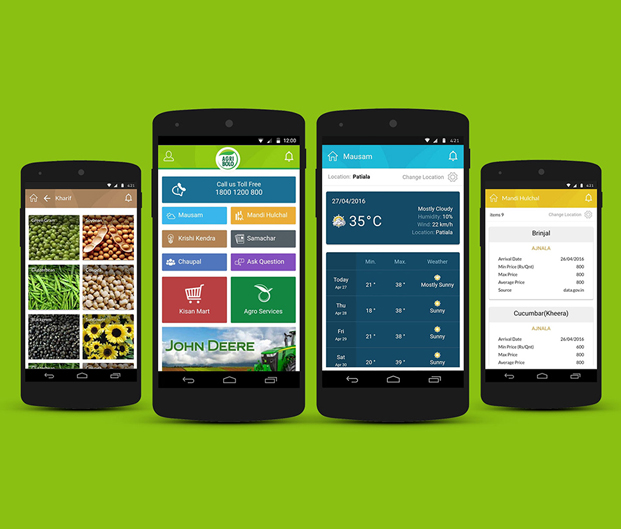 4:21
Kharif
Green Gram
Soybean
Clusterbean
Chickpea
Black gram
Sunflower
12:00
AGRI
BOLO
Call us Toll Free
1800 1200 800
Mausam
Mandi Hulchal
Krishi Kendra
Samachar
Chaupal
Ask Question
Kisan Mart
Agro Services
JOHN DEERE
4:21
Mausam
Location: Patiala
Change Location
27/04/2016
35°C
Mostly Cloudy
Humidity: 10%
Wind: 22 km/h
Location: Patiala
Min. Max. Weather
Today
Apr 27
21 ° 38 ° Mostly Sunny
Thu
Apr 28
18 ° 38 ° Sunny
Fri
Apr 29
21 ° 38 ° Sunny
Sat
Apr 30
20 ° 39 ° Sunny
4:21
Mandi Hulchal
items 9
Change Location
Brinjal
AJNALA
Arrival Date 26/04/2016
Min Price (Rs/Qnt) 800
Max Price 800
Average Price 800
Source data.gov.in
Cucumbar(Kheera)
AJNALA
Arrival Date 26/04/2016
Min Price (Rs/Qnt) 600
Max Price 800
Average Price 800